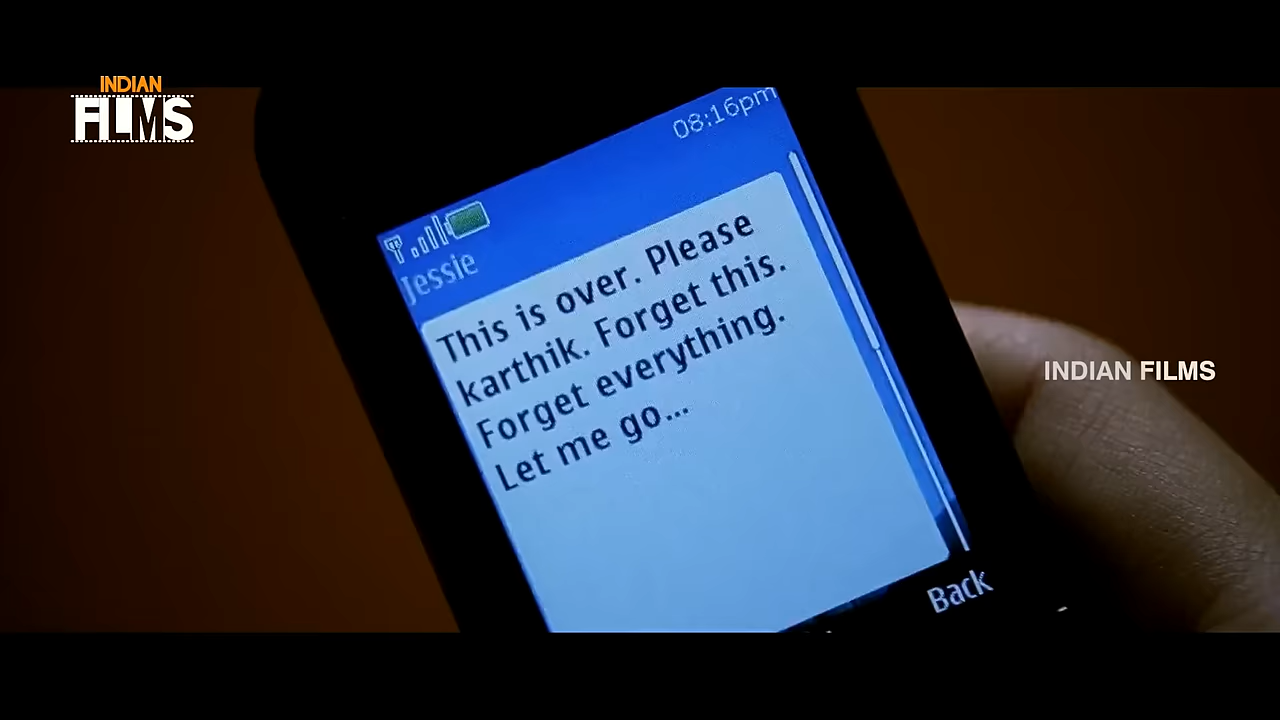 INDIAN
FILMS
08:16pm
Jessie
This is over. Please
karthik. Forget this.
Forget everything.
Let me go...
INDIAN FILMS
Back